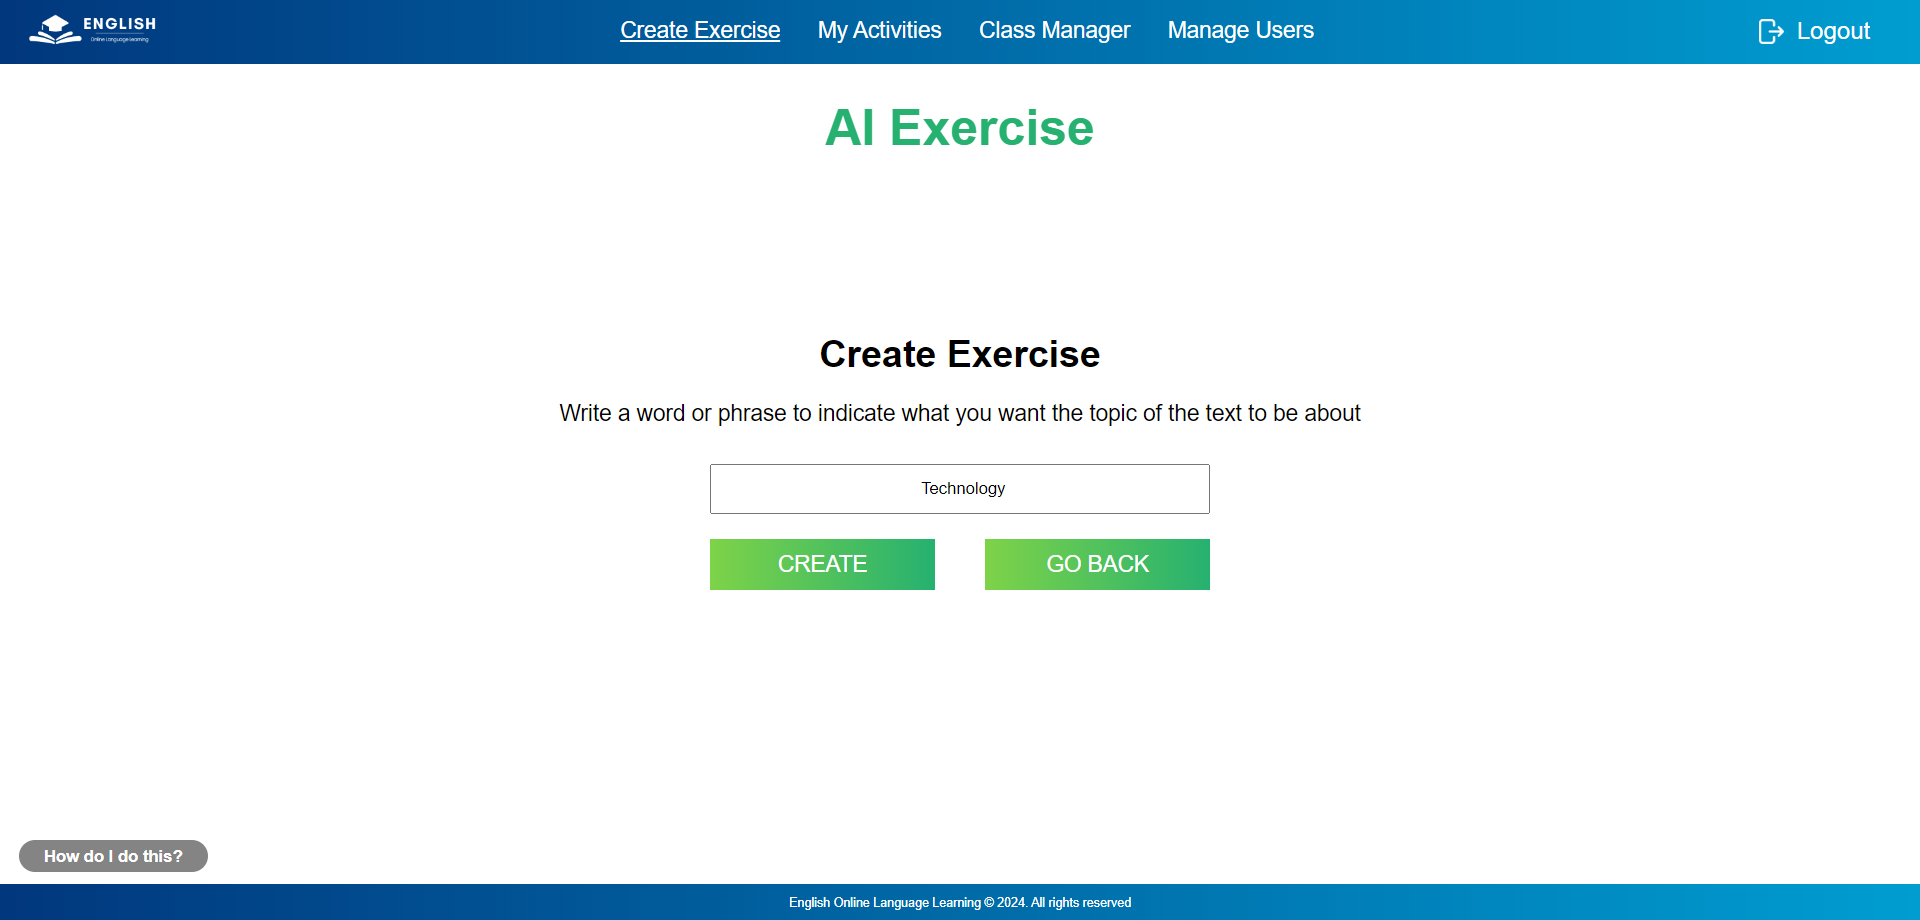 ENGLISH
Online Language Learning
Create Exercise
My Activities
Class Manager
Manage Users
Logout
AI Exercise
Create Exercise
Write a word or phrase to indicate what you want the topic of the text to be about
Technology
CREATE
GO BACK
How do I do this?
English Online Language Learning © 2024. All rights reserved